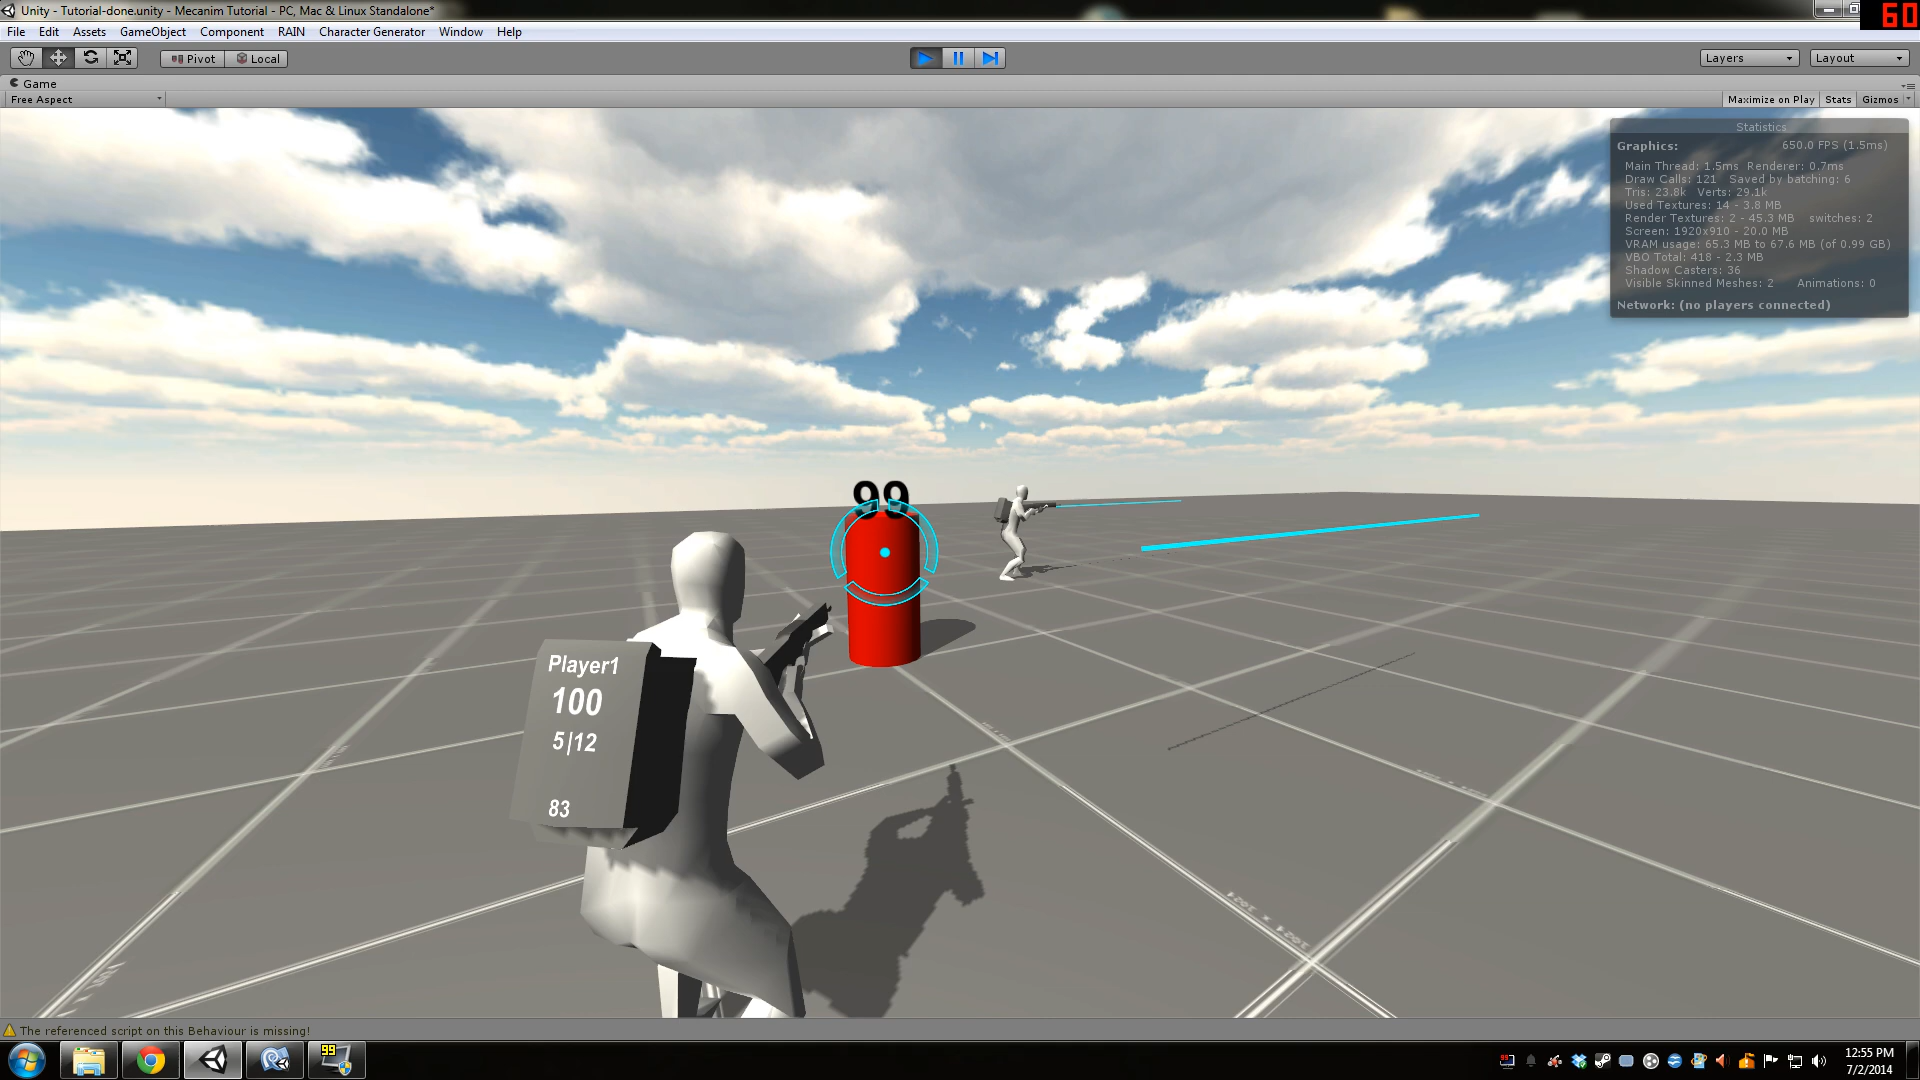 Unity - Tutorial-done.unity - Mecanim Tutorial - PC, Mac & Linux Standalone*
60
File Edit Assets GameObject Component RAIN Character Generator Window Help
Pivot Local Layers Layout
Game
Free Aspect Maximize on Play Stats Gizmos
Statistics
Graphics: 650.0 FPS (1.5ms)
Main Thread: 1.5ms Renderer: 0.7ms
Draw Calls: 121 Saved by batching: 6
Tris: 23.8k Verts: 29.1k
Used Textures: 14 - 3.8 MB
Render Textures: 2 - 45.3 MB switches: 2
Screen: 1920x910 - 20.0 MB
VRAM usage: 65.3 MB to 67.6 MB (of 0.99 GB)
VBO Total: 418 - 2.3 MB
Shadow Casters: 36
Visible Skinned Meshes: 2 Animations: 0
Network: (no players connected)
99
Player1
100
5|12
83
1024 x 1024
The referenced script on this Behaviour is missing!
99
12:55 PM
7/2/2014